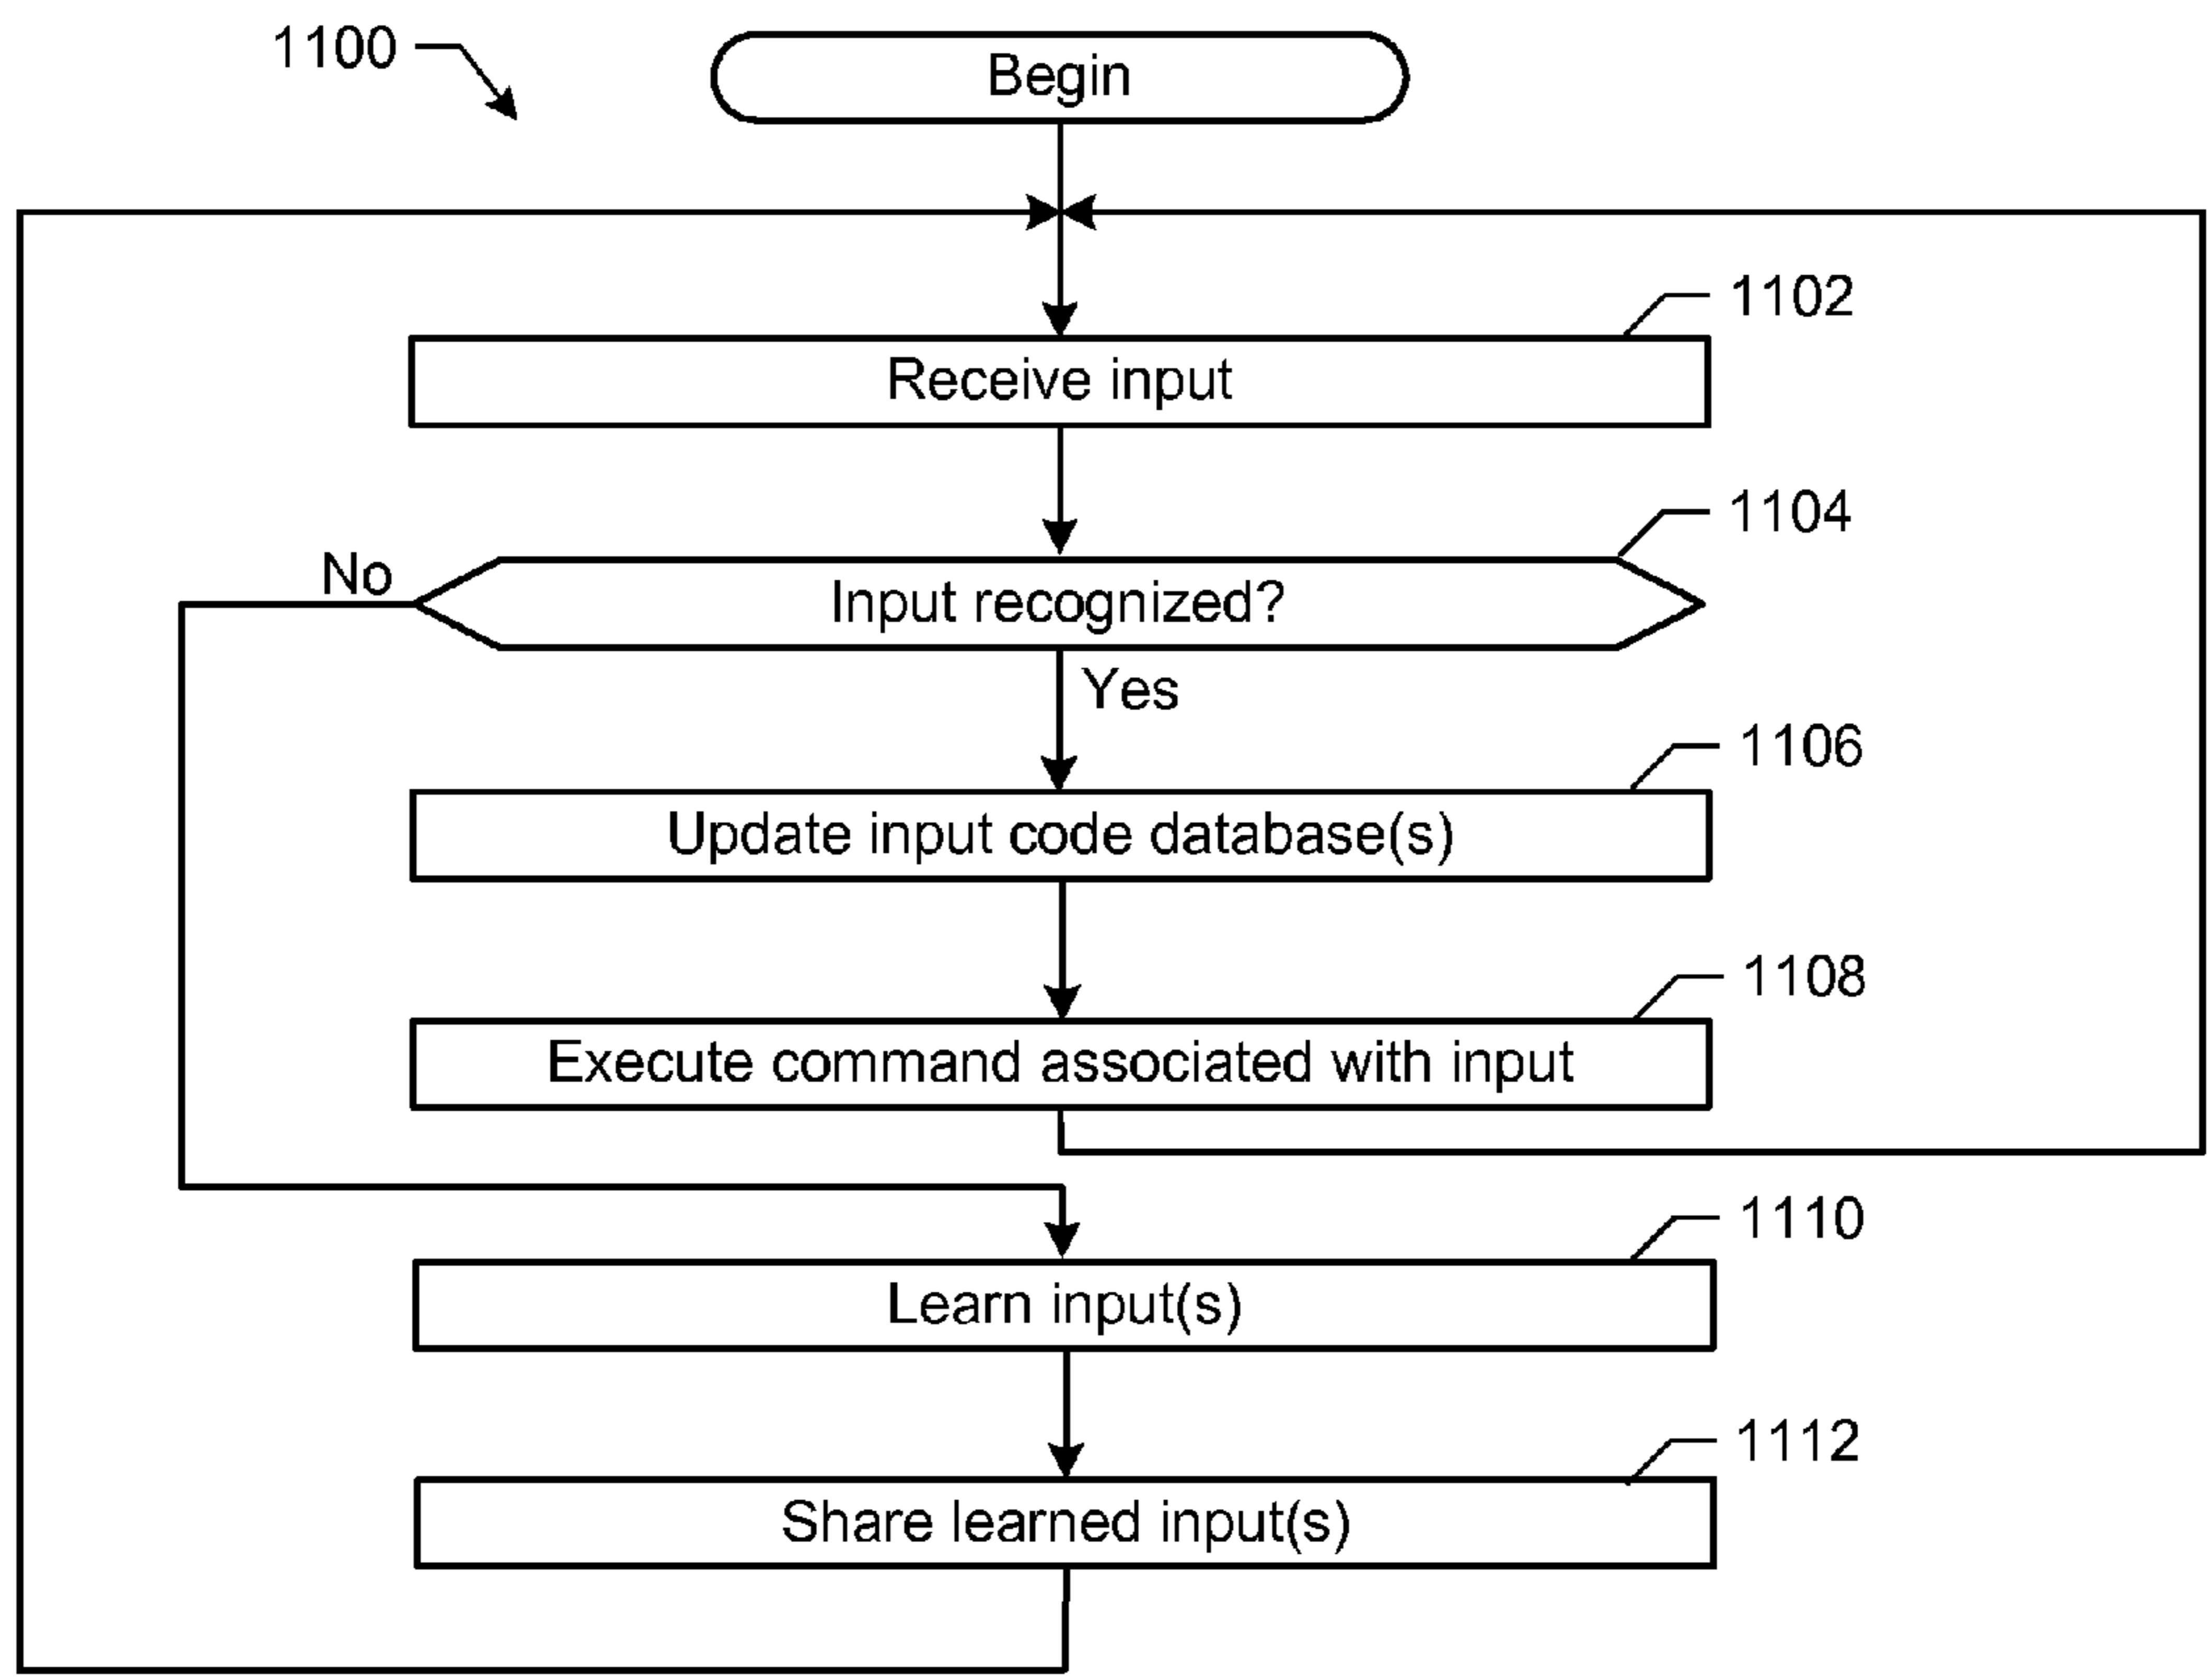 1100
Begin
1102
Receive input
1104
No
Input recognized?
Yes
1106
Update input code database(s)
1108
Execute command associated with input
1110
Learn input(s)
1112
Share learned input(s)